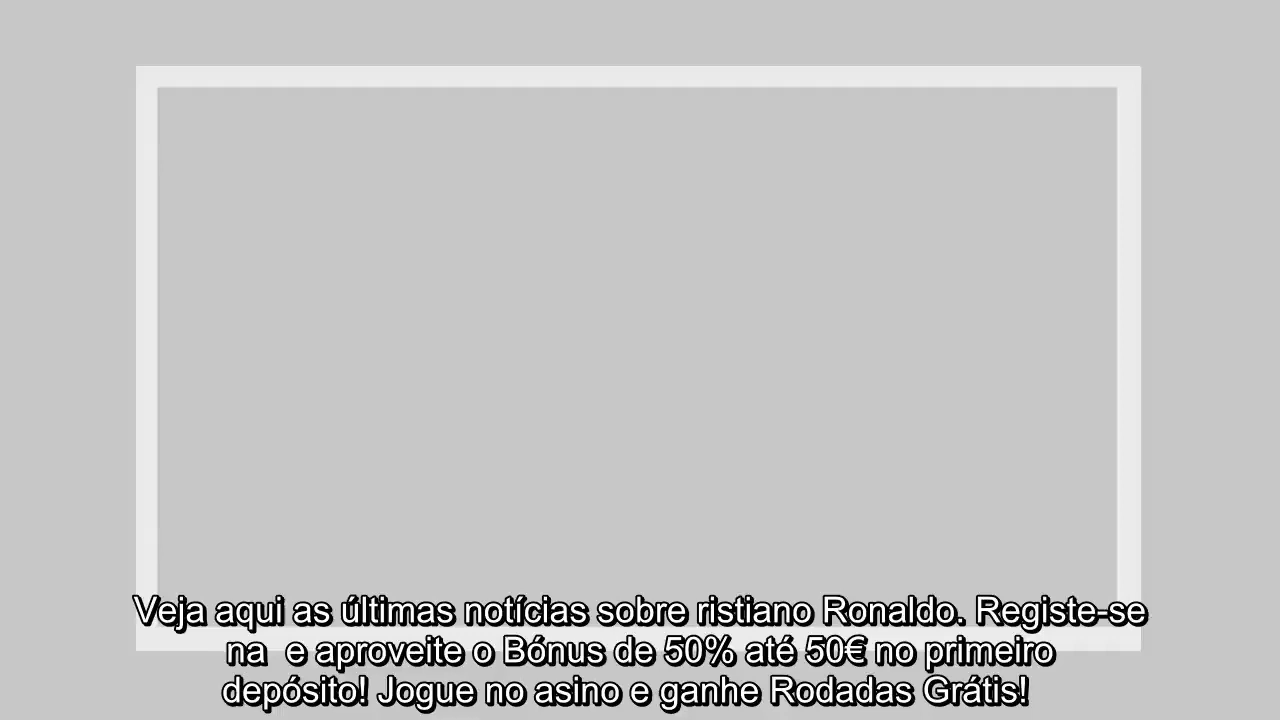 Veja aqui as últimas notícias sobre ristiano Ronaldo. Registe-se
na  e aproveite o Bónus de 50% até 50€ no primeiro
depósito! Jogue no asino e ganhe Rodadas Grátis!